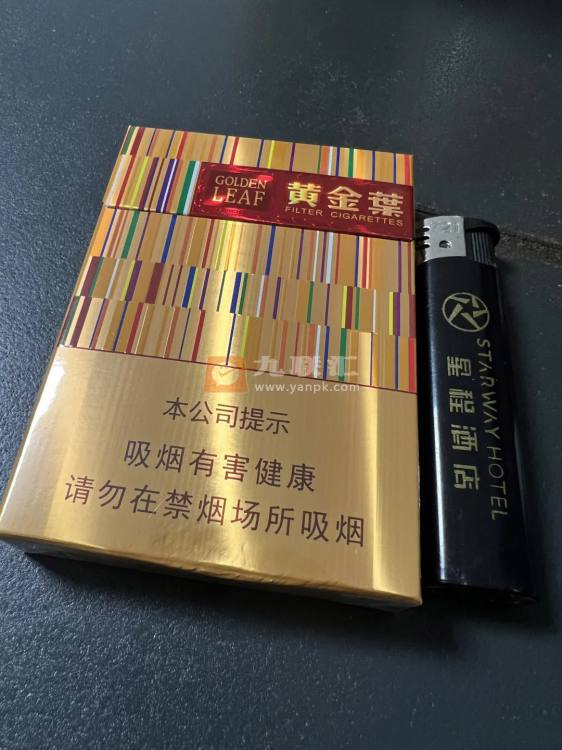 GOLDEN
LEAF
黄金葉
FILTER CIGARETTES
九联汇
www.yanpk.com
本公司提示
吸烟有害健康
请勿在禁烟场所吸烟
STARWAY HOTEL
星程酒店